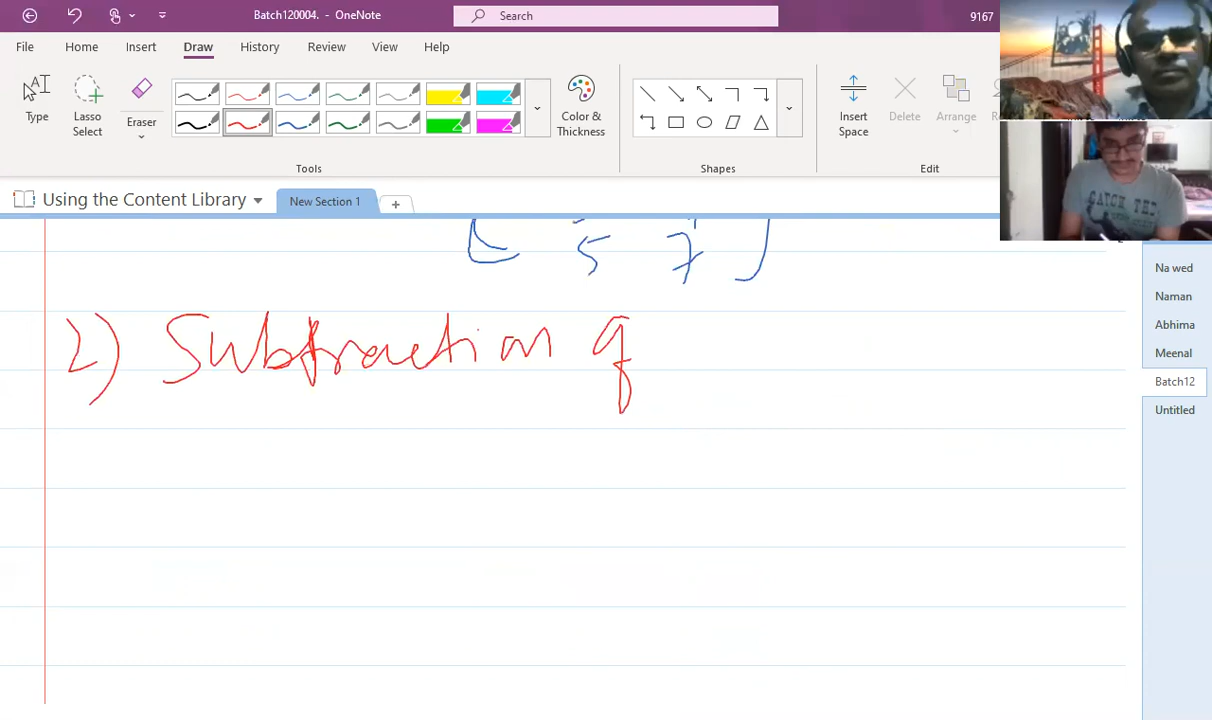 Batch120004. - OneNote
Search
9167
File Home Insert Draw History Review View Help
Type
Lasso Select
Eraser
Color & Thickness
Insert Space
Delete
Arrange
Tools
Shapes
Edit
Using the Content Library
New Section 1
5 7
2) Subtraction of
Na wed
Naman
Abhima
Meenal
Batch12
Untitled